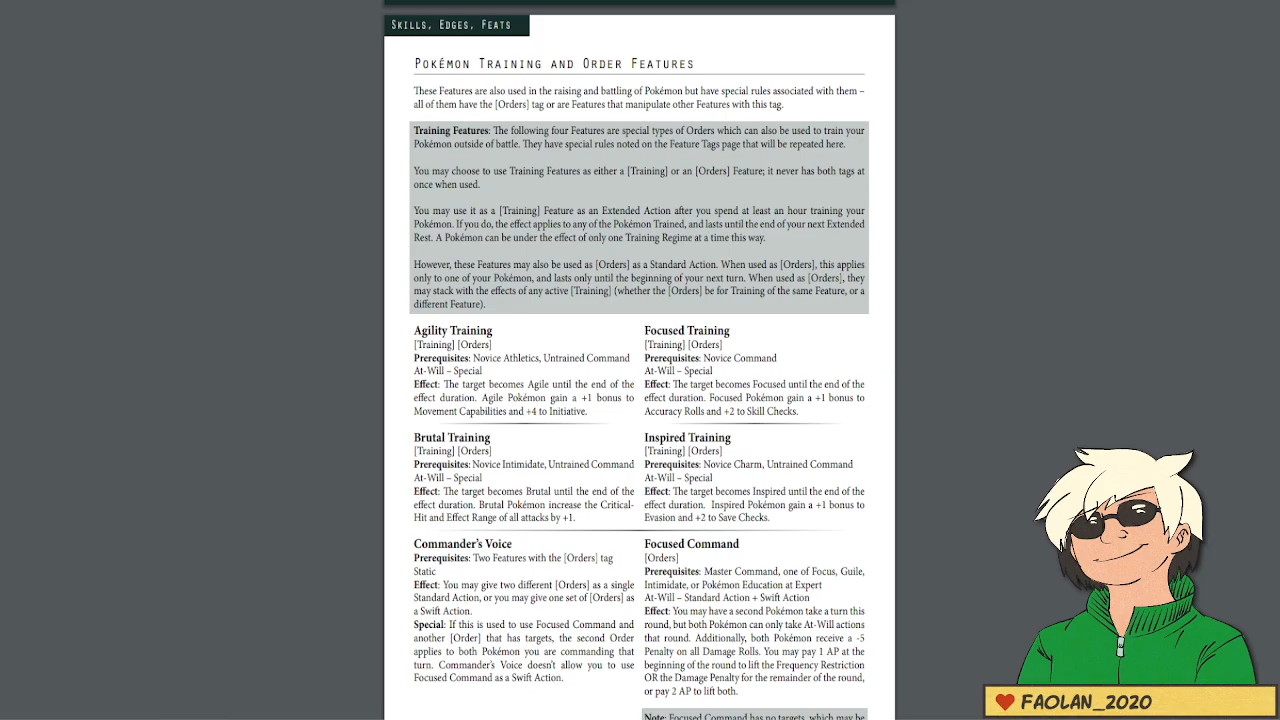 Skills, Edges, Feats
Pokémon Training and Order Features
These Features are also used in the raising and battling of Pokémon but have special rules associated with them –
all of them have the [Orders] tag or are Features that manipulate other Features with this tag.
Training Features: The following four Features are special types of Orders which can also be used to train your
Pokémon outside of battle. They have special rules noted on the Feature Tags page that will be repeated here.
You may choose to use Training Features as either a [Training] or an [Orders] Feature; it never has both tags at
once when used.
You may use it as a [Training] Feature as an Extended Action after you spend at least an hour training your
Pokémon. If you do, the effect applies to any of the Pokémon Trained, and lasts until the end of your next Extended
Rest. A Pokémon can be under the effect of only one Training Regime at a time this way.
However, these Features may also be used as [Orders] as a Standard Action. When used as [Orders], this applies
only to one of your Pokémon, and lasts only until the beginning of your next turn. When used as [Orders], they
may stack with the effects of any active [Training] (whether the [Orders] be for Training of the same Feature, or a
different Feature).
Agility Training
[Training] [Orders]
Prerequisites: Novice Athletics, Untrained Command
At-Will – Special
Effect: The target becomes Agile until the end of the
effect duration. Agile Pokémon gain a +1 bonus to
Movement Capabilities and +4 to Initiative.
Brutal Training
[Training] [Orders]
Prerequisites: Novice Intimidate, Untrained Command
At-Will – Special
Effect: The target becomes Brutal until the end of the
effect duration. Brutal Pokémon increase the Critical-
Hit and Effect Range of all attacks by +1.
Commander's Voice
Prerequisites: Two Features with the [Orders] tag
Static
Effect: You may give two different [Orders] as a single
Standard Action, or you may give one set of [Orders] as
a Swift Action.
Special: If this is used to use Focused Command and
another [Order] that has targets, the second Order
applies to both Pokémon you are commanding that
turn. Commander's Voice doesn't allow you to use
Focused Command as a Swift Action.
Focused Training
[Training] [Orders]
Prerequisites: Novice Command
At-Will – Special
Effect: The target becomes Focused until the end of the
effect duration. Focused Pokémon gain a +1 bonus to
Accuracy Rolls and +2 to Skill Checks.
Inspired Training
[Training] [Orders]
Prerequisites: Novice Charm, Untrained Command
At-Will – Special
Effect: The target becomes Inspired until the end of the
effect duration. Inspired Pokémon gain a +1 bonus to
Evasion and +2 to Save Checks.
Focused Command
[Orders]
Prerequisites: Master Command, one of Focus, Guile,
Intimidate, or Pokémon Education at Expert
At-Will – Standard Action + Swift Action
Effect: You may have a second Pokémon take a turn this
round, but both Pokémon can only take At-Will actions
that round. Additionally, both Pokémon receive a -5
Penalty on all Damage Rolls. You may pay 1 AP at the
beginning of the round to lift the Frequency Restriction
OR the Damage Penalty for the remainder of the round,
or pay 2 AP to lift both.
Note: Focused Command has no targets, which may be
FAOLAN_2020